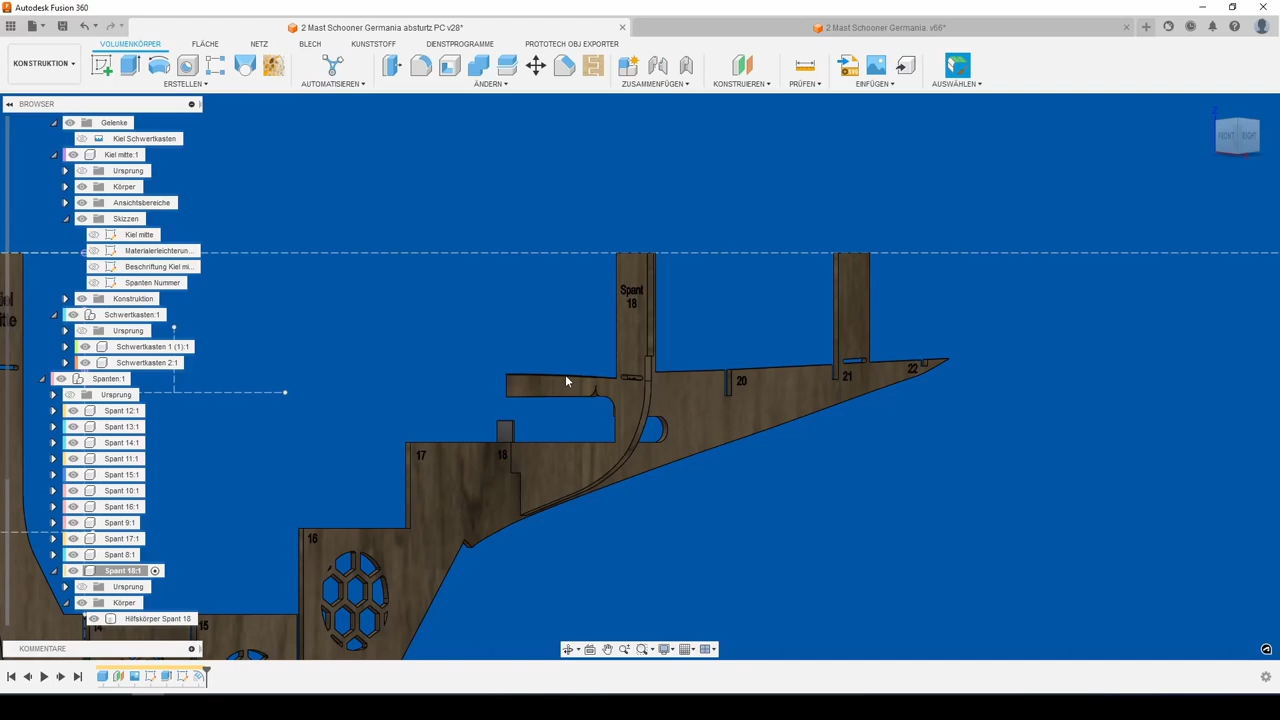 Autodesk Fusion 360
2 Mast Schooner Germania absturtz PC v28*
2 Mast Schooner Germania. v66*
KONSTRUKTION
VOLUMENKÖRPER
FLÄCHE
NETZ
BLECH
KUNSTSTOFF
DIENSTPROGRAMME
PROTOTECH OBJ EXPORTER
ERSTELLEN
AUTOMATISIEREN
ÄNDERN
ZUSAMMENFÜGEN
KONSTRUIEREN
PRÜFEN
EINFÜGEN
AUSWÄHLEN
BROWSER
Gelenke
Kiel Schwertkasten
Kiel mitte:1
Ursprung
Körper
Ansichtsbereiche
Skizzen
Kiel mitte
Materialerleichterun...
Beschriftung Kiel mi...
Spanten Nummer
Konstruktion
Schwertkasten:1
Ursprung
Schwertkasten 1 (1):1
Schwertkasten 2:1
Spanten:1
Ursprung
Spant 12:1
Spant 13:1
Spant 14:1
Spant 11:1
Spant 15:1
Spant 10:1
Spant 16:1
Spant 9:1
Spant 17:1
Spant 8:1
Spant 18:1
Ursprung
Körper
Hilfskörper Spant 18
Spant
18
20
21
22
17
18
16
15
FRONT
RIGHT
KOMMENTARE